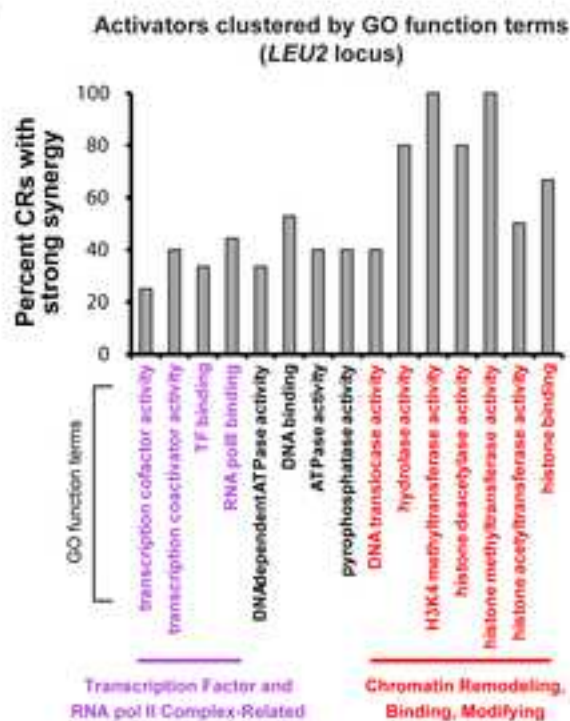 Activators clustered by GO function terms
(LEU2 locus)
Percent CRs with
strong synergy
100
80
60
40
20
0
GO function terms
transcription cofactor activity
transcription coactivator activity
TF binding
RNA polII binding
DNAdependentATPase activity
DNA binding
ATPase activity
pyrophosphatase activity
DNA translocase activity
hydrolase activity
H3K4 methyltransferase activity
histone deacetylase activity
histone methyltransferase activity
histone acetyltransferase activity
histone binding
Transcription Factor and
RNA pol II Complex-Related
Chromatin Remodeling,
Binding, Modifying